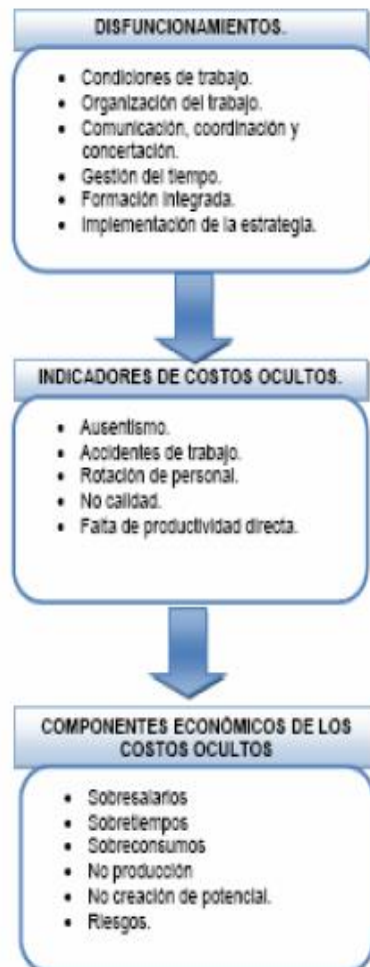 DISFUNCIONAMIENTOS.
• Condiciones de trabajo.
• Organización del trabajo.
• Comunicación, coordinación y
concertación.
• Gestión del tiempo.
• Formación integrada.
• Implementación de la estrategia.
INDICADORES DE COSTOS OCULTOS.
• Ausentismo.
• Accidentes de trabajo.
• Rotación de personal.
• No calidad.
• Falta de productividad directa.
COMPONENTES ECONÓMICOS DE LOS
COSTOS OCULTOS
• Sobresalarios
• Sobretiempos
• Sobreconsumos
• No producción
• No creación de potencial.
• Riesgos.